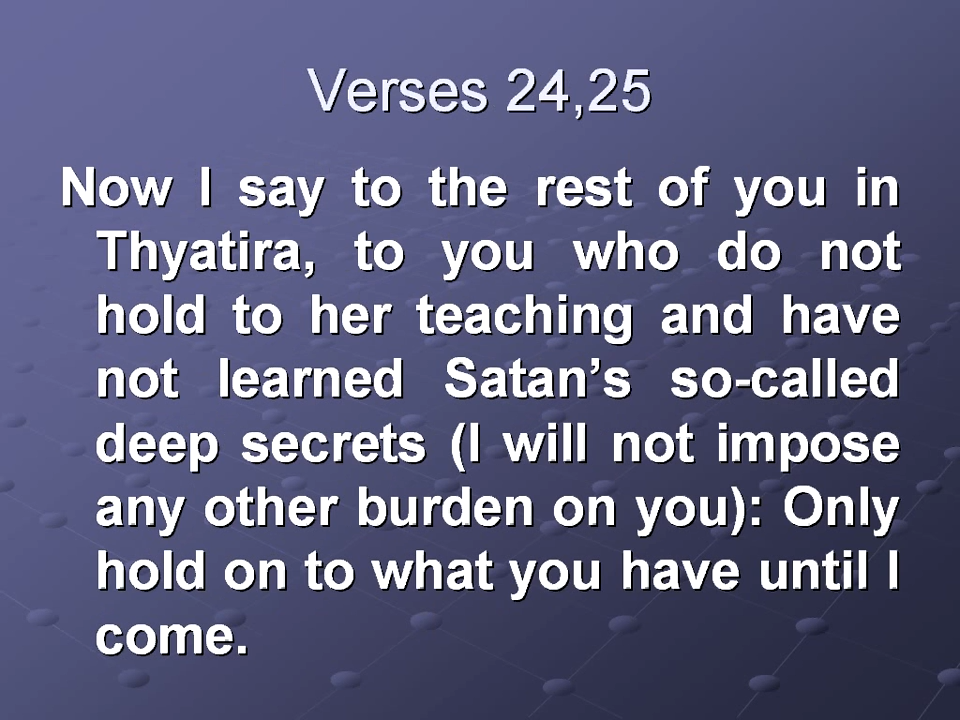 Verses 24,25
Now I say to the rest of you in
Thyatira, to you who do not
hold to her teaching and have
not learned Satan’s so-called
deep secrets (I will not impose
any other burden on you): Only
hold on to what you have until I
come.